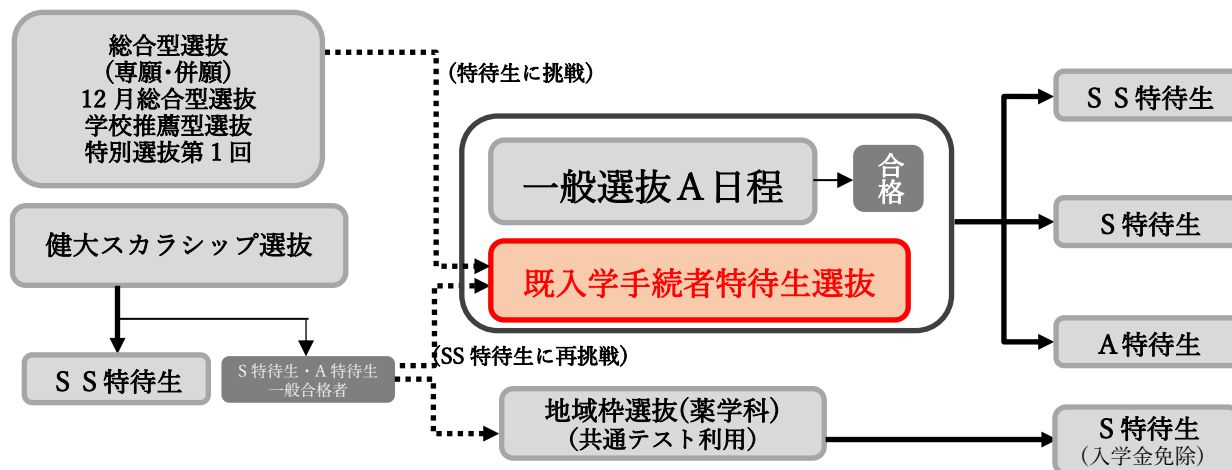 総合型選抜
(専願・併願)
12月総合型選抜
学校推薦型選抜
特別選抜第1回
(特待生に挑戦)
健大スカラシップ選抜
ＳＳ特待生
S特待生・A特待生
一般合格者
(SS特待生に再挑戦)
一般選抜Ａ日程
合格
既入学手続者特待生選抜
地域枠選抜(薬学科)
(共通テスト利用)
ＳＳ特待生
S特待生
A特待生
S特待生
(入学金免除)